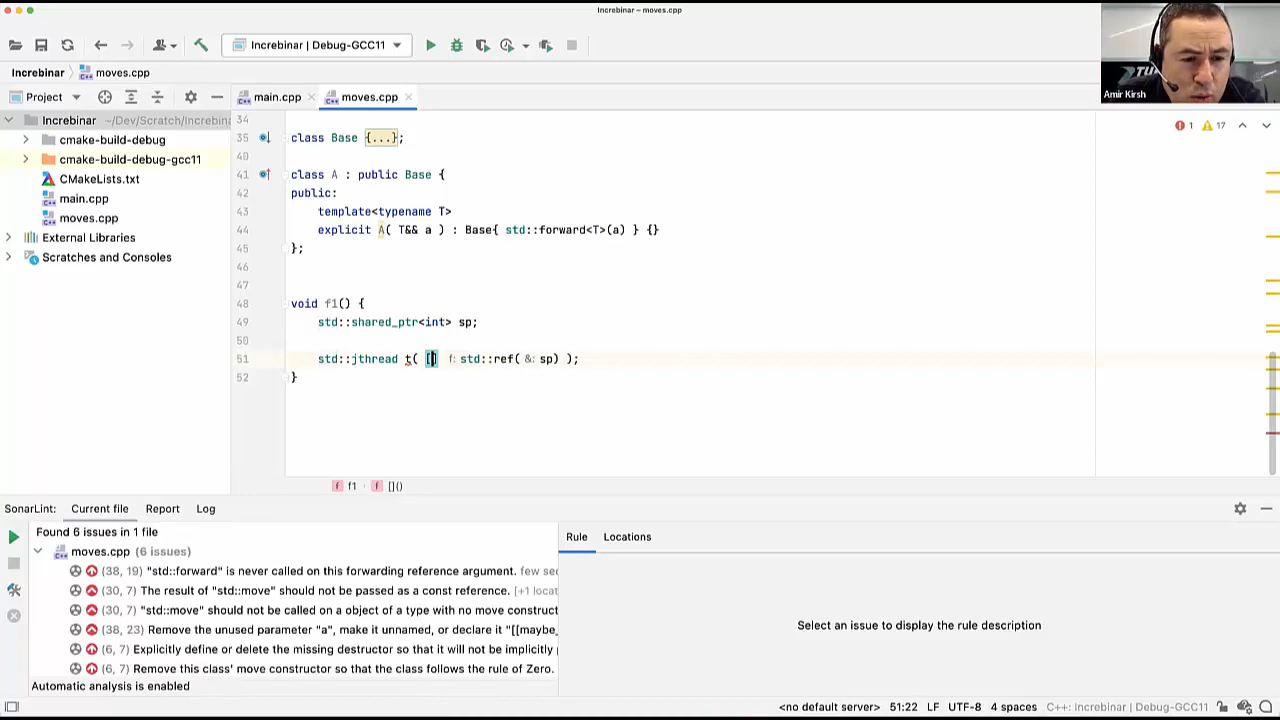 Increbinar – moves.cpp
Increbinar | Debug-GCC11
Amir Kirsh
Increbinar
moves.cpp
Project
main.cpp
moves.cpp
Increbinar ~/Dev/Scratch/Increbin
cmake-build-debug
cmake-build-debug-gcc11
CMakeLists.txt
main.cpp
moves.cpp
External Libraries
Scratches and Consoles
1 17
34
35 class Base {...};
40
41 class A : public Base {
42 public:
43 template<typename T>
44 explicit A( T&& a ) : Base{ std::forward<T>(a) } {}
45 };
46
47
48 void f1() {
49 std::shared_ptr<int> sp;
50
51 std::jthread t( [] f: std::ref( &: sp) );
52 }
f1 []()
SonarLint: Current file Report Log
Found 6 issues in 1 file
moves.cpp (6 issues)
(38, 19) "std::forward" is never called on this forwarding reference argument. few sec
(30, 7) The result of "std::move" should not be passed as a const reference. [+1 locat
(30, 7) "std::move" should not be called on a object of a type with no move construct
(38, 23) Remove the unused parameter "a", make it unnamed, or declare it "[[maybe_
(6, 7) Explicitly define or delete the missing destructor so that it will not be implicitly
(6, 7) Remove this class' move constructor so that the class follows the rule of Zero.
Automatic analysis is enabled
Rule Locations
Select an issue to display the rule description
<no default server> 51:22 LF UTF-8 4 spaces C++: Increbinar | Debug-GCC11